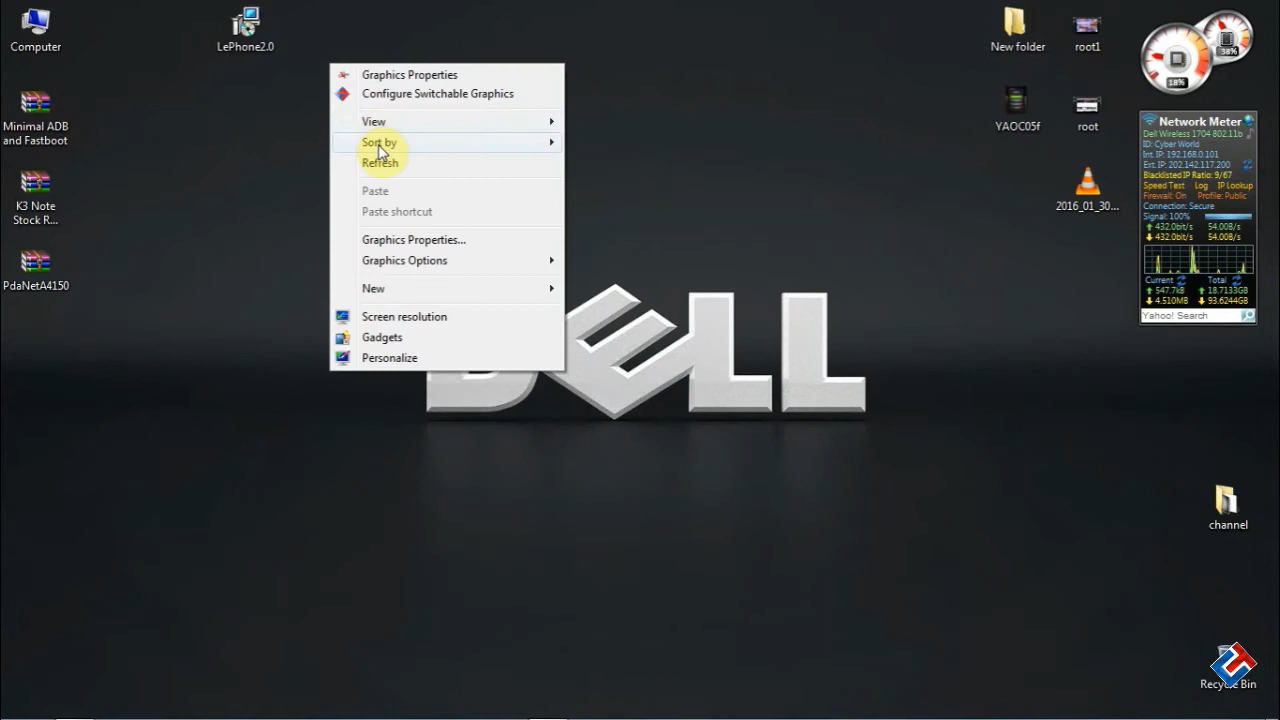 Computer
LePhone2.0
Minimal ADB
and Fastboot
K3 Note
Stock R...
PdaNetA4150
Graphics Properties
Configure Switchable Graphics
View
Sort by
Refresh
Paste
Paste shortcut
Graphics Properties...
Graphics Options
New
Screen resolution
Gadgets
Personalize
DELL
New folder
root1
YAOC05f
root
2016_01_30...
18%
38%
Network Meter
Dell Wireless 1704 802.11b
ID: Cyber World
Int. IP: 192.168.0.101
Ext. IP: 202.142.117.200
Blacklisted IP Ratio: 9/67
Speed Test Log IP Lookup
Firewall: On Profile: Public
Connection: Secure
Signal: 100%
432.0bit/s 54.00B/s
432.0bit/s 54.00B/s
Current Total
547.7kB 18.7133GB
4.510MB 93.6244GB
Yahoo! Search
channel
Recycle Bin